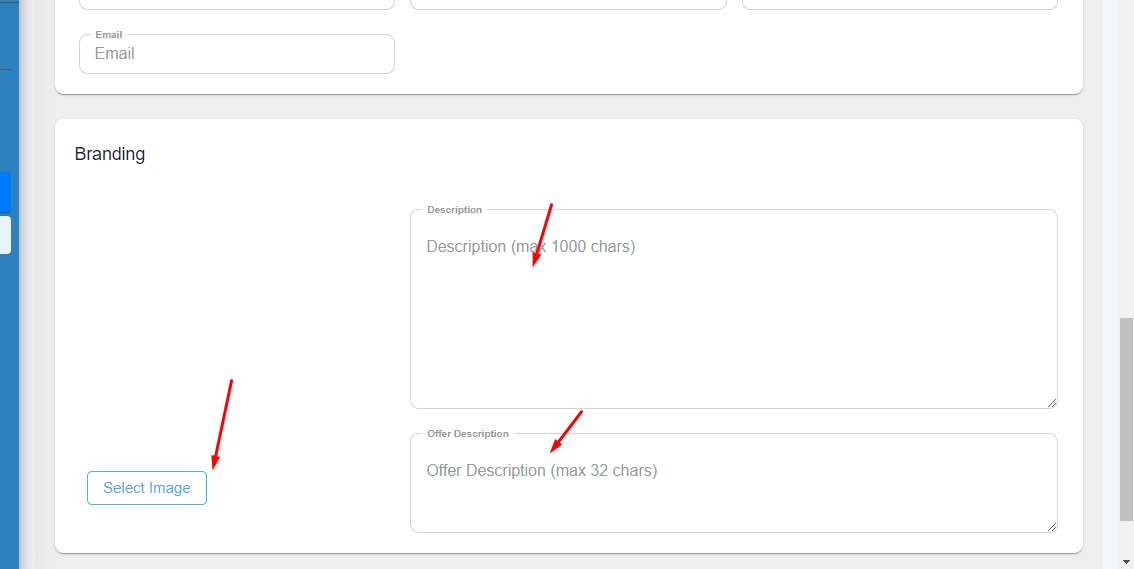 Email
Email
Branding
Description
Description (max 1000 chars)
Offer Description
Offer Description (max 32 chars)
Select Image